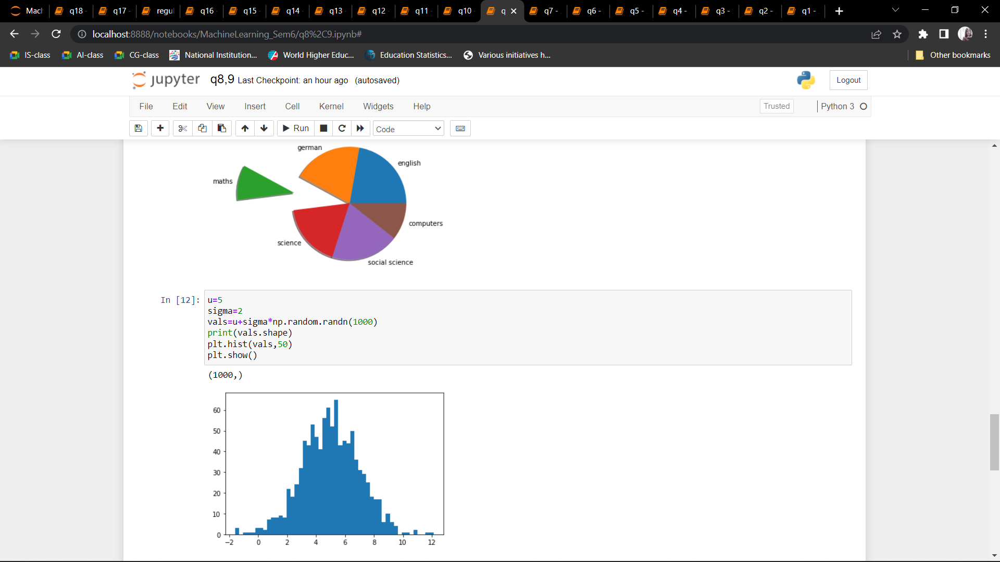 Mach q18 - q17 - regul q16 q15 - q14 - q13 - q12 q11 - q10 q q7 - q6 - q5 - q4 - q3 - q2 - q1 -
localhost:8888/notebooks/MachineLearning_Sem6/q8%2C9.ipynb#
IS-class AI-class CG-class National Institution... World Higher Educ... Education Statistics... Various initiatives h... Other bookmarks
jupyter q8,9 Last Checkpoint: an hour ago (autosaved) Logout
File Edit View Insert Cell Kernel Widgets Help Trusted Python 3
Run Code
german
english
maths
computers
science
social science
In [12]: u=5
sigma=2
vals=u+sigma*np.random.randn(1000)
print(vals.shape)
plt.hist(vals,50)
plt.show()
(1000,)
60
50
40
30
20
10
0
−2 0 2 4 6 8 10 12